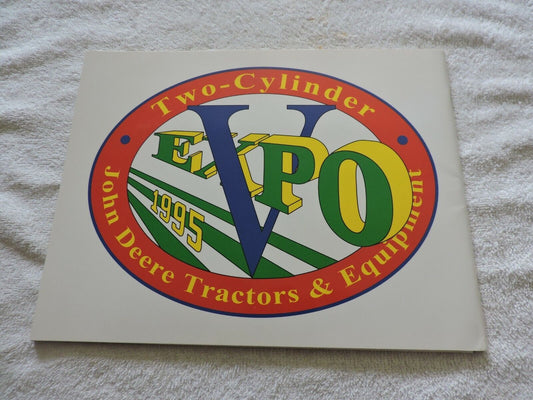 Two-Cylinder
EXPO
V
1995
John Deere Tractors & Equipment